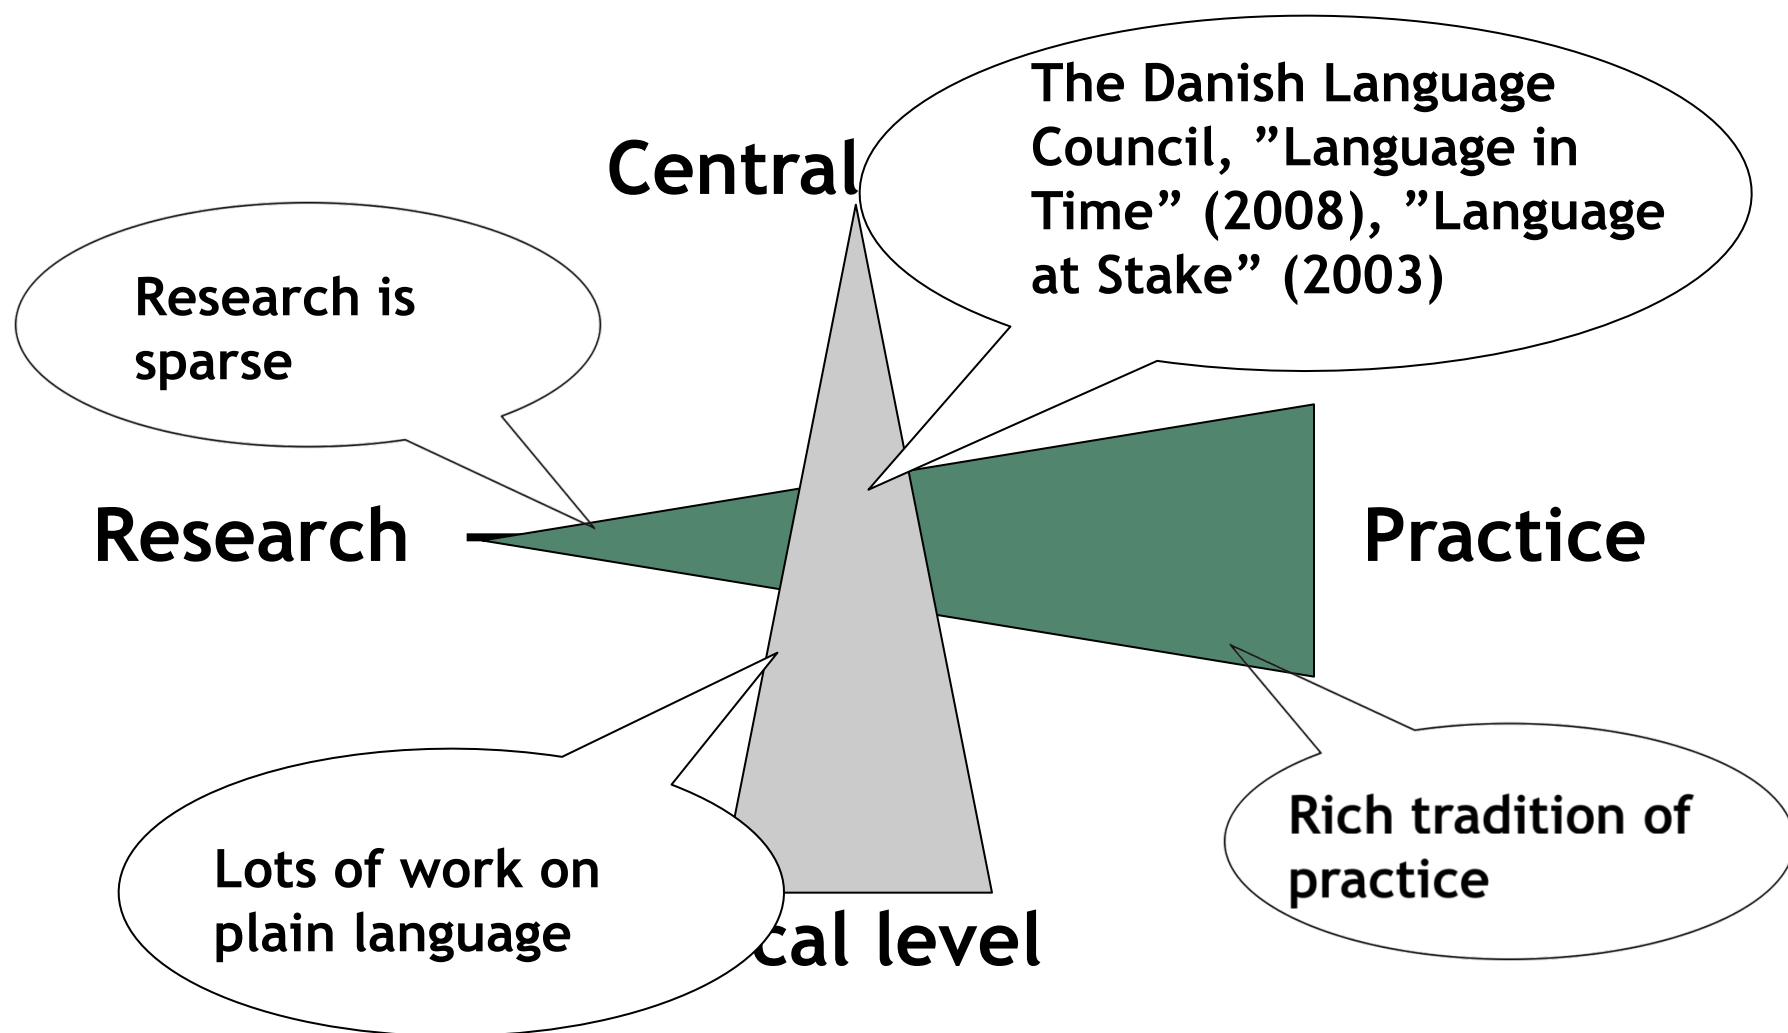 The Danish Language
Council, ”Language in
Time” (2008), ”Language
at Stake” (2003)
Central
Research is
sparse
Research
Practice
Rich tradition of
practice
Lots of work on
plain language
cal level